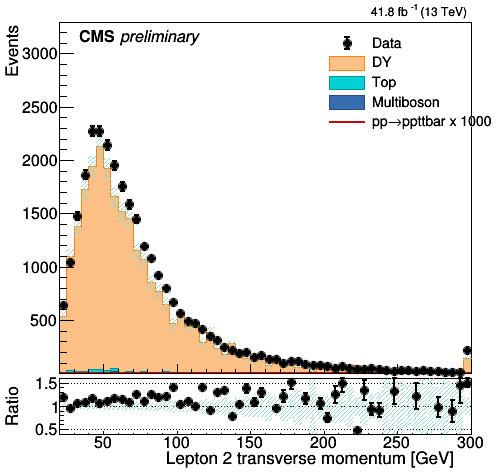 41.8 fb⁻¹ (13 TeV)
CMS preliminary
Events
3000
2500
2000
1500
1000
500
Data
DY
Top
Multiboson
pp→ppttbar x 1000
Ratio
1.5
1
0.5
50 100 150 200 250 300
Lepton 2 transverse momentum [GeV]